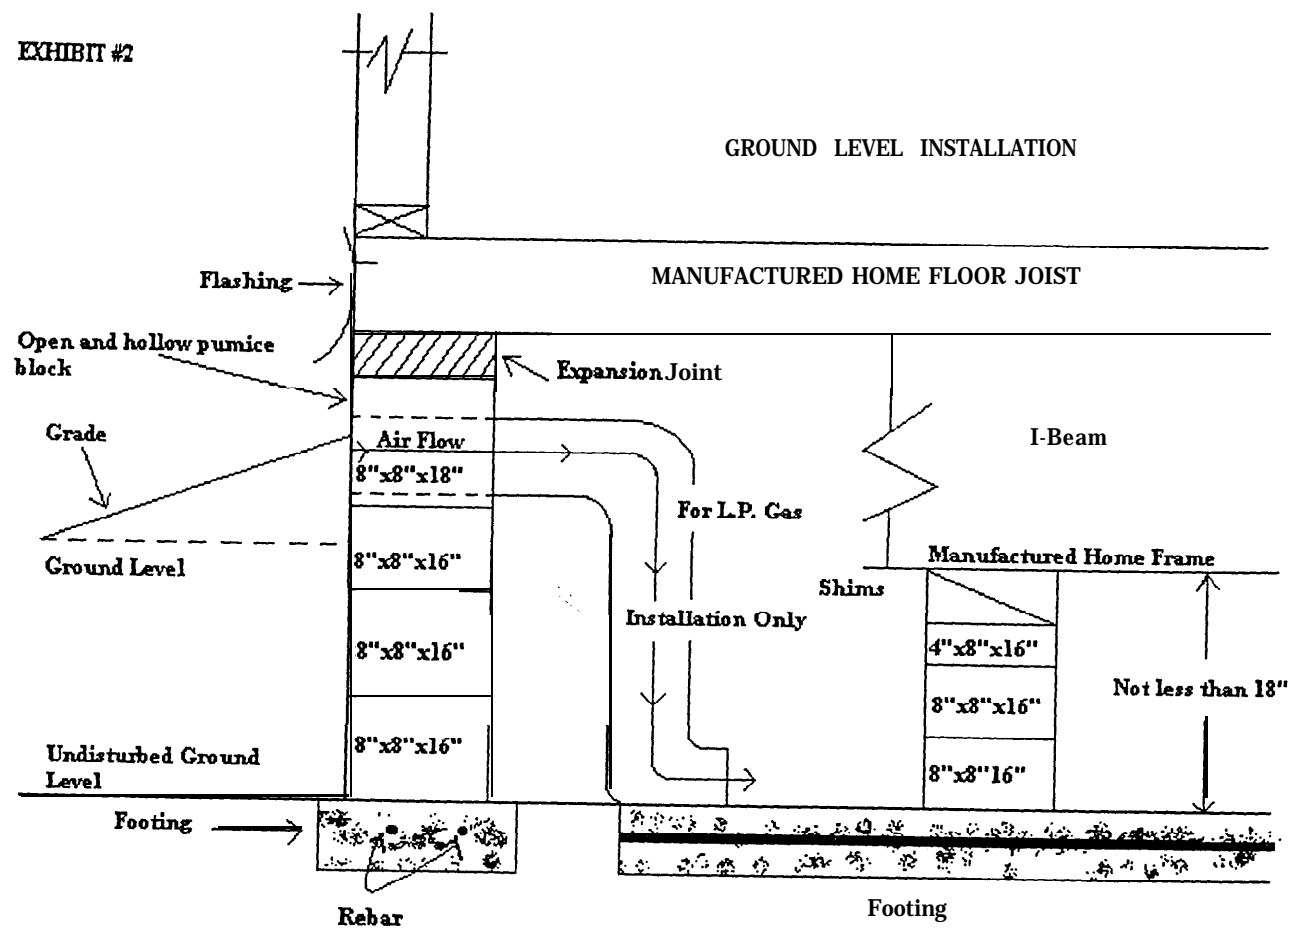 EXHIBIT #2
GROUND LEVEL INSTALLATION
MANUFACTURED HOME FLOOR JOIST
Flashing
Open and hollow pumice
block
Expansion Joint
Grade
Air Flow
8"x8"x18"
I-Beam
For L.P. Gas
Ground Level
8"x8"x16"
Manufactured Home Frame
Shims
Installation Only
8"x8"x16"
4"x8"x16"
Not less than 18"
8"x8"x16"
8"x8"x16"
Undisturbed Ground
Level
8"x8"16"
Footing
Rebar
Footing